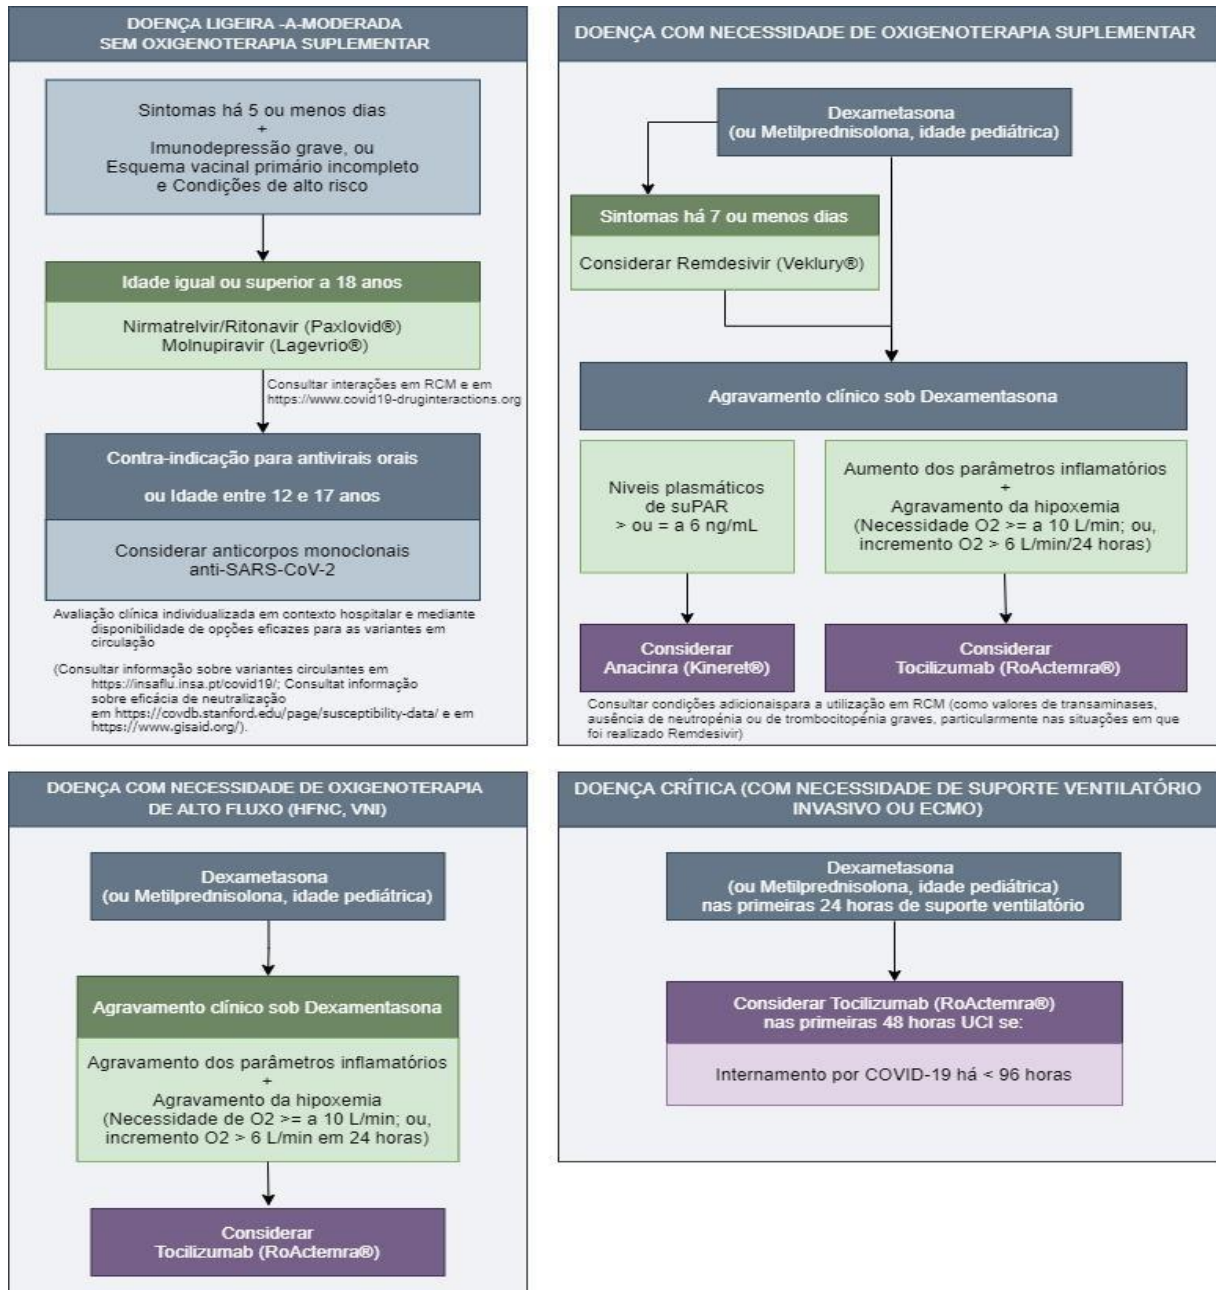 DOENÇA LIGEIRA -A-MODERADA
SEM OXIGENOTERAPIA SUPLEMENTAR
Sintomas há 5 ou menos dias
+
Imunodepressão grave, ou
Esquema vacinal primário incompleto
e Condições de alto risco
Idade igual ou superior a 18 anos
Nirmatrelvir/Ritonavir (Paxlovid®)
Molnupiravir (Lagevrio®)
Consultar interações em RCM e em
https://www.covid19-druginteractions.org
Contra-indicação para antivirais orais
ou Idade entre 12 e 17 anos
Considerar anticorpos monoclonais
anti-SARS-CoV-2
Avaliação clínica individualizada em contexto hospitalar e mediante
disponibilidade de opções eficazes para as variantes em
circulação
(Consultar informação sobre variantes circulantes em
https://insaflu.insa.pt/covid19/; Consultat informação
sobre eficácia de neutralização
em https://covdb.stanford.edu/page/susceptibility-data/ e em
https://www.gisaid.org/).
DOENÇA COM NECESSIDADE DE OXIGENOTERAPIA SUPLEMENTAR
Dexametasona
(ou Metilprednisolona, idade pediátrica)
Sintomas há 7 ou menos dias
Considerar Remdesivir (Veklury®)
Agravamento clínico sob Dexamentasona
Niveis plasmáticos
de suPAR
> ou = a 6 ng/mL
Aumento dos parâmetros inflamatórios
+
Agravamento da hipoxemia
(Necessidade O2 >= a 10 L/min; ou,
incremento O2 > 6 L/min/24 horas)
Considerar
Anacinra (Kineret®)
Considerar
Tocilizumab (RoActemra®)
Consultar condições adicionaispara a utilização em RCM (como valores de transaminases,
ausência de neutropénia ou de trombocitopénia graves, particularmente nas situações em que
foi realizado Remdesivir)
DOENÇA COM NECESSIDADE DE OXIGENOTERAPIA
DE ALTO FLUXO (HFNC, VNI)
Dexametasona
(ou Metilprednisolona, idade pediátrica)
Agravamento clínico sob Dexamentasona
Agravamento dos parâmetros inflamatórios
+
Agravamento da hipoxemia
(Necessidade de O2 >= a 10 L/min; ou,
incremento O2 > 6 L/min em 24 horas)
Considerar
Tocilizumab (RoActemra®)
DOENÇA CRÍTICA (COM NECESSIDADE DE SUPORTE VENTILATÓRIO
INVASIVO OU ECMO)
Dexametasona
(ou Metilprednisolona, idade pediátrica)
nas primeiras 24 horas de suporte ventilatório
Considerar Tocilizumab (RoActemra®)
nas primeiras 48 horas UCI se:
Internamento por COVID-19 há < 96 horas